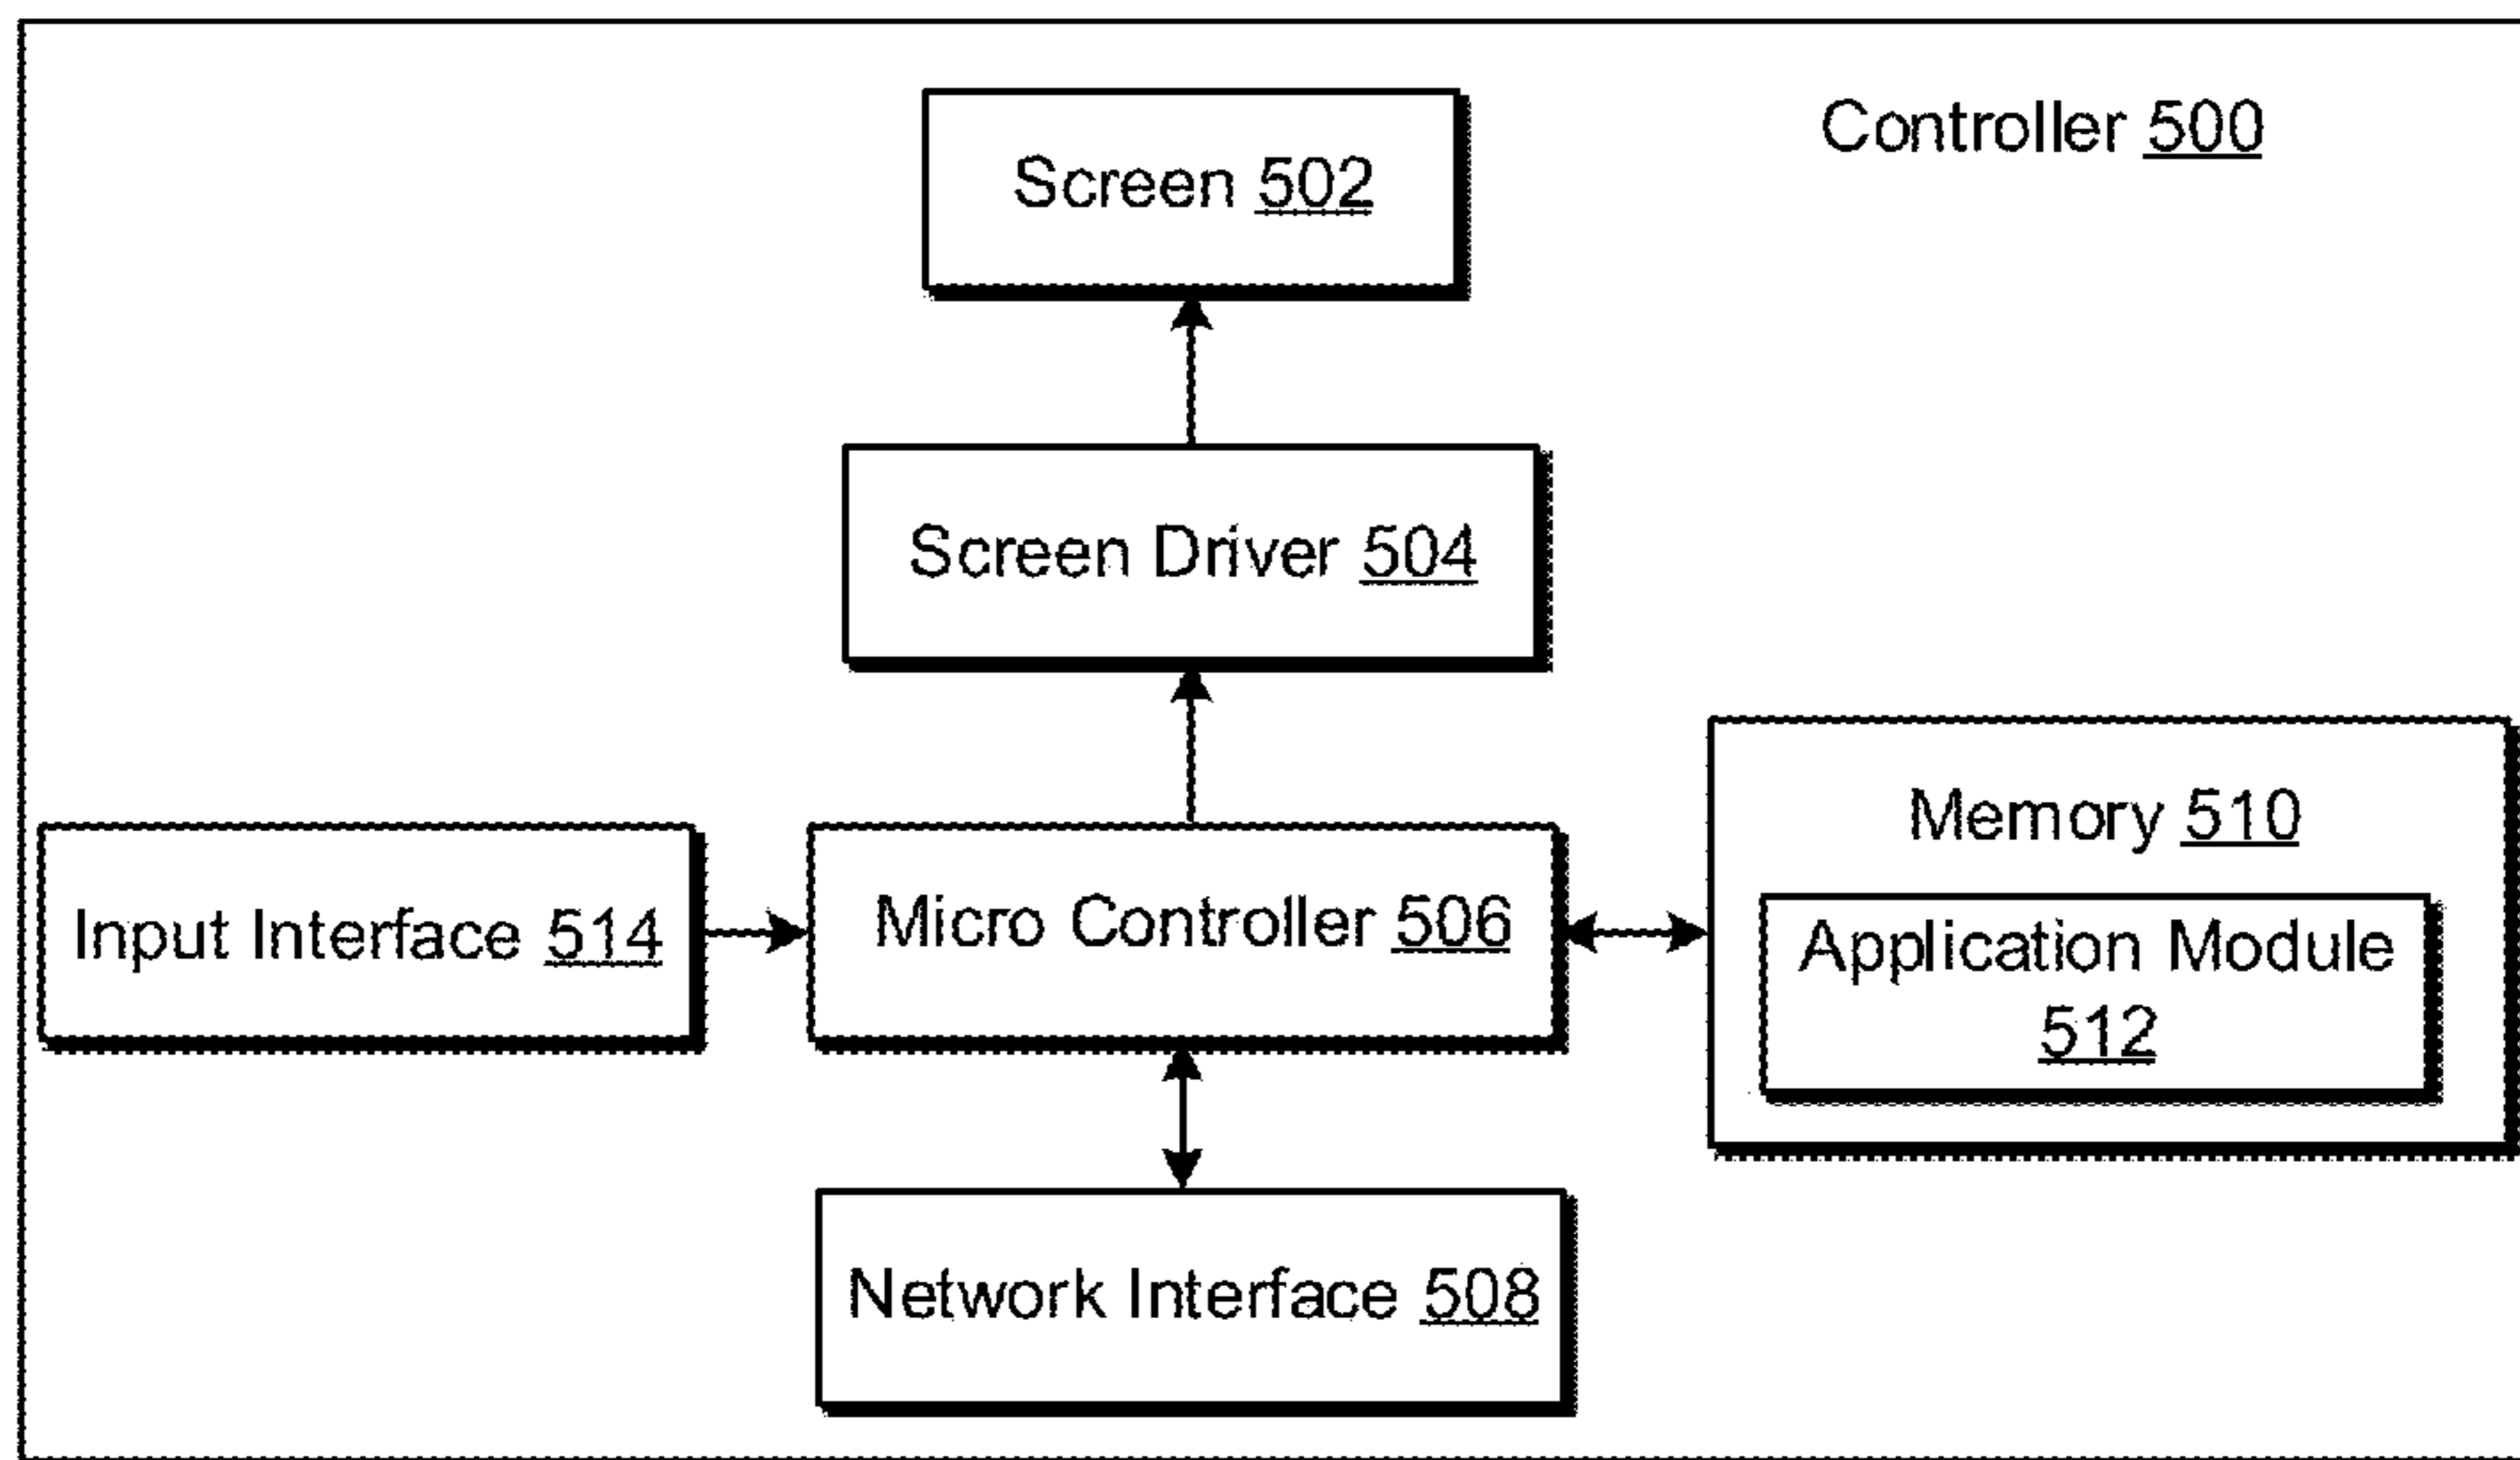 Controller 500
Screen 502
Screen Driver 504
Memory 510
Input Interface 514
Micro Controller 506
Application Module
512
Network Interface 508